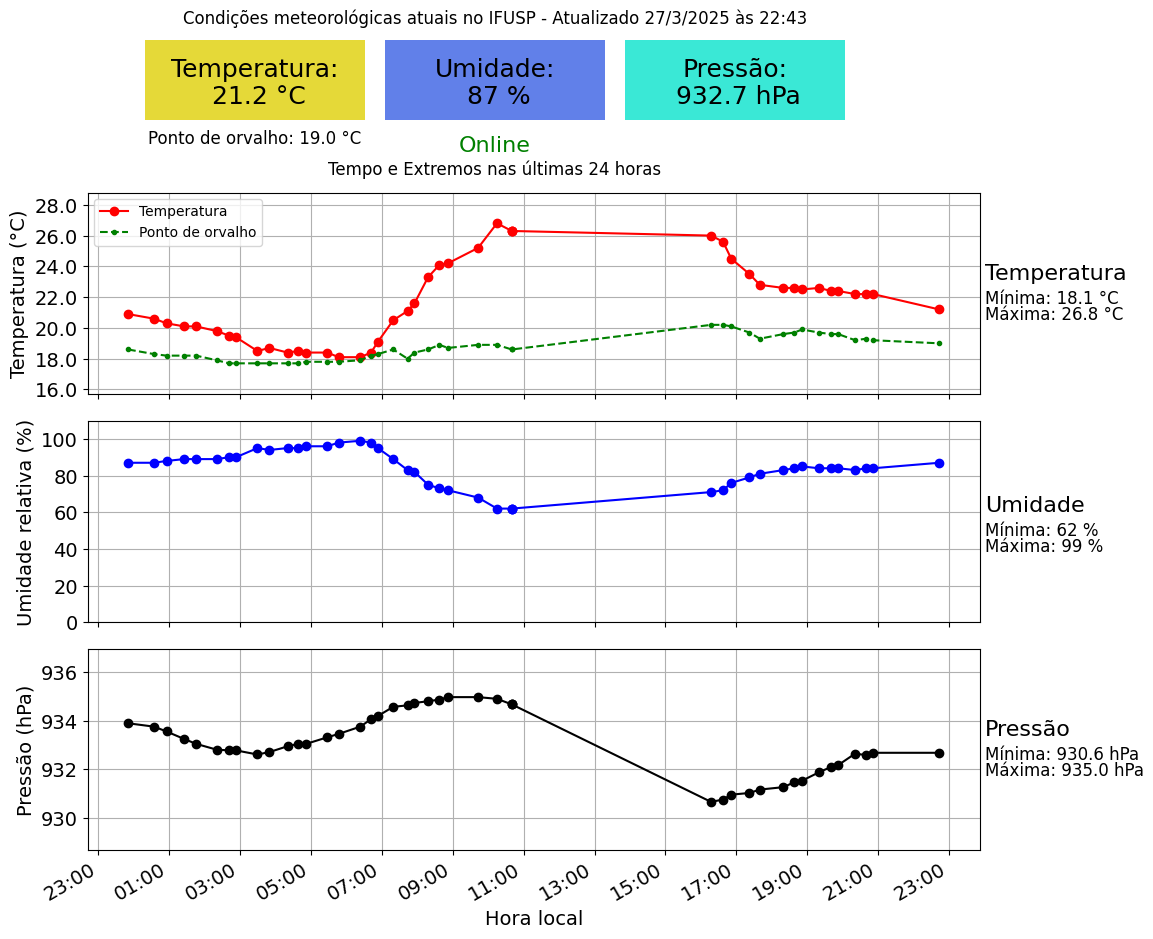 Condições meteorológicas atuais no IFUSP - Atualizado 27/3/2025 às 22:43
Temperatura:
21.2 °C
Umidade:
87 %
Pressão:
932.7 hPa
Ponto de orvalho: 19.0 °C
Online
Tempo e Extremos nas últimas 24 horas
Temperatura (°C)
28.0
26.0
24.0
22.0
20.0
18.0
16.0
Temperatura
Ponto de orvalho
Temperatura
Mínima: 18.1 °C
Máxima: 26.8 °C
Umidade relativa (%)
100
80
60
40
20
0
Umidade
Mínima: 62 %
Máxima: 99 %
Pressão (hPa)
936
934
932
930
Pressão
Mínima: 930.6 hPa
Máxima: 935.0 hPa
23:00 01:00 03:00 05:00 07:00 09:00 11:00 13:00 15:00 17:00 19:00 21:00 23:00
Hora local